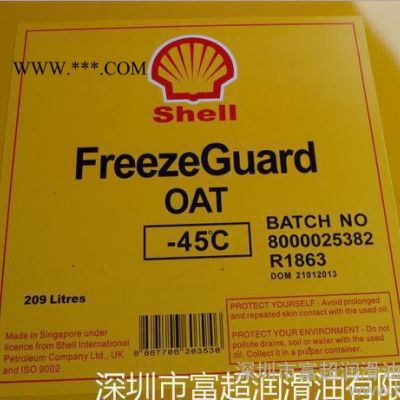 WWW.***.COM
Shell
FreezeGuard
OAT
-45℃
BATCH NO
8000025382
R1863
DOM 21012013
209 Litres
PROTECT YOURSELF - Avoid prolonged
and repeated skin contact with the used oil.
PROTECT YOUR ENVIRONMENT - Do not
pollute drains, soil or water with the used
oil. Collect it in a proper container.
Made in Singapore under
licence from Shell International
Petroleum Company Ltd., UK
and ISO 9002
8 887706 203530
深圳市富超润滑油有限